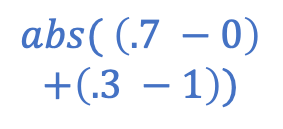 abs( (.7 − 0)
+(.3 − 1))